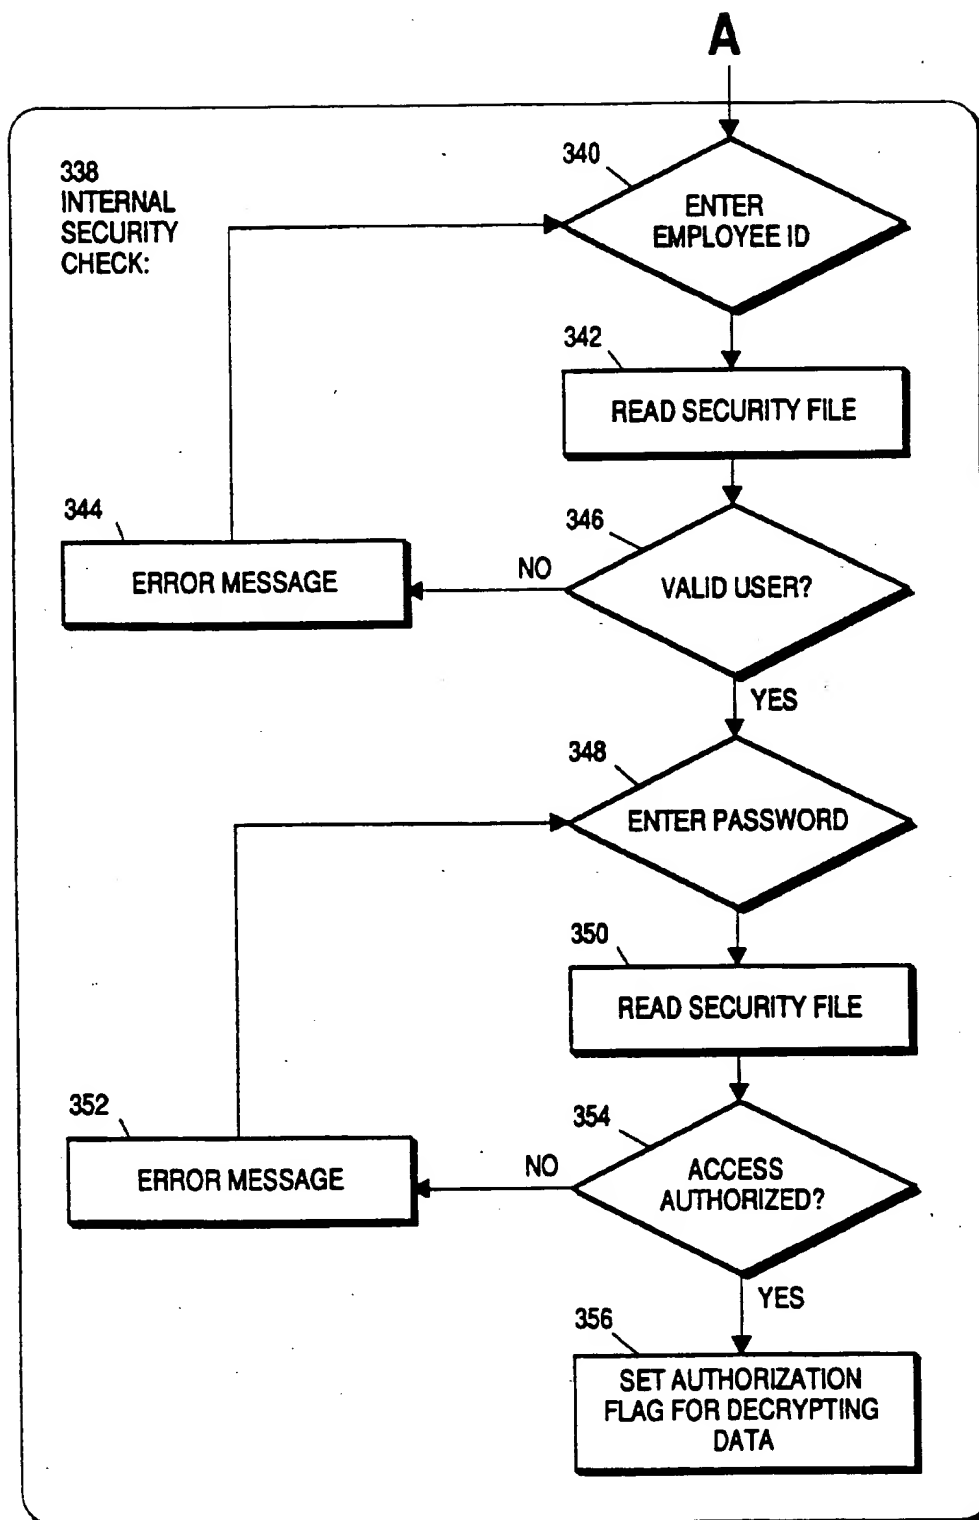 A
338
INTERNAL
SECURITY
CHECK:
340
ENTER
EMPLOYEE ID
342
READ SECURITY FILE
344
ERROR MESSAGE
346
NO
VALID USER?
YES
348
ENTER PASSWORD
350
READ SECURITY FILE
352
ERROR MESSAGE
354
NO
ACCESS
AUTHORIZED?
YES
356
SET AUTHORIZATION
FLAG FOR DECRYPTING
DATA